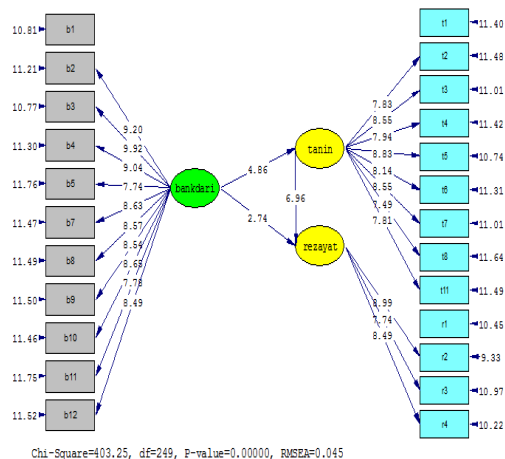 10.81 b1
11.21 b2
10.77 b3
11.30 b4
11.76 b5
11.47 b7
11.49 b8
11.50 b9
11.46 b10
11.75 b11
11.52 b12
9.20
9.92
9.04
7.74
8.63
8.57
8.54
8.65
7.78
8.49
bankdari
4.86
2.74
tanin
6.96
rezayat
7.83
8.55
7.94
8.83
8.14
8.55
7.49
7.81
8.99
7.74
8.49
t1 11.40
t2 11.48
t3 11.01
t4 11.42
t5 10.74
t6 11.31
t7 11.01
t8 11.64
t11 11.49
r1 10.45
r2 9.33
r3 10.97
r4 10.22
Chi-Square=403.25, df=249, P-value=0.00000, RMSEA=0.045